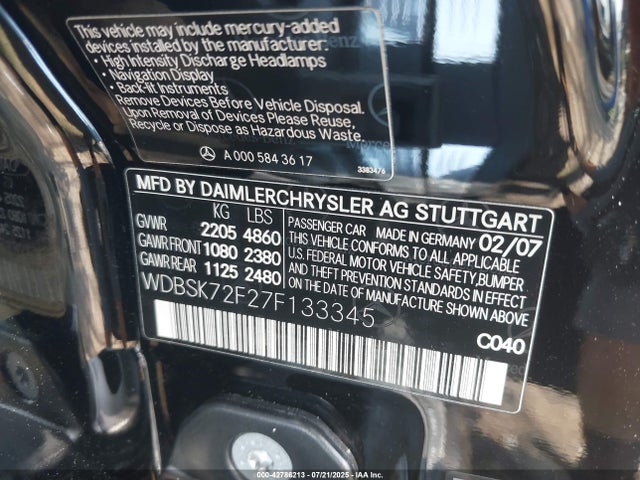 This vehicle may include mercury-added
devices installed by the manufacturer:
• High Intensity Discharge Headlamps
• Navigation Display
• Back-lit Instruments
Remove Devices Before Vehicle Disposal.
Upon Removal of Devices Please Reuse,
Recycle or Dispose as Hazardous Waste.
A 000 584 36 17
3383476
MFD BY DAIMLERCHRYSLER AG STUTTGART
KG LBS
GVWR 2205 4860
GAWR FRONT 1080 2380
GAWR REAR 1125 2480
PASSENGER CAR MADE IN GERMANY 02/07
THIS VEHICLE CONFORMS TO ALL APPLICABLE
U.S. FEDERAL MOTOR VEHICLE SAFETY, BUMPER
AND THEFT PREVENTION STANDARDS IN EFFECT
ON THE DATE OF MANUFACTURE SHOWN ABOVE.
WDBSK72F27F133345
C040
000-42786213 - 07/21/2025 - IAA Inc.